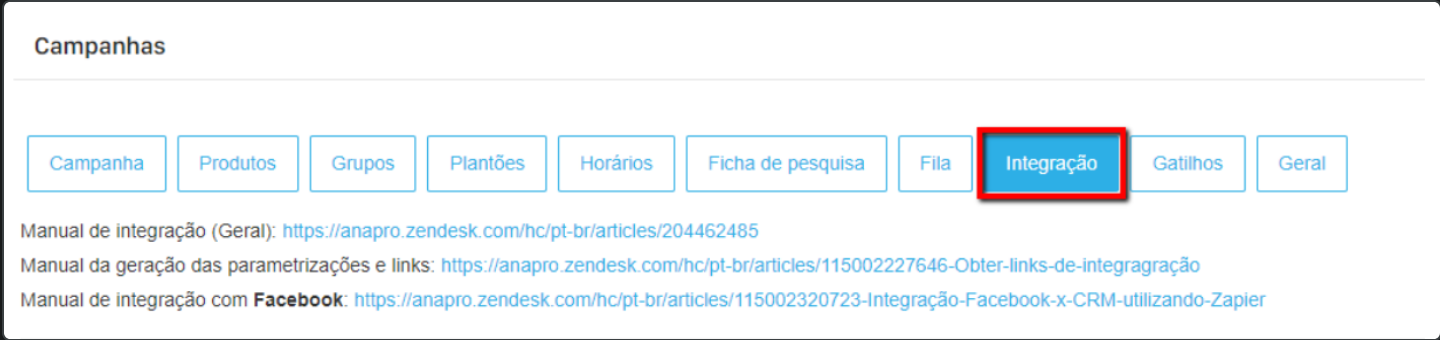 Campanhas
Campanha Produtos Grupos Plantões Horários Ficha de pesquisa Fila Integração Gatilhos Geral
Manual de integração (Geral): https://anapro.zendesk.com/hc/pt-br/articles/204462485
Manual da geração das parametrizações e links: https://anapro.zendesk.com/hc/pt-br/articles/115002227646-Obter-links-de-integragração
Manual de integração com Facebook: https://anapro.zendesk.com/hc/pt-br/articles/115002320723-Integração-Facebook-x-CRM-utilizando-Zapier